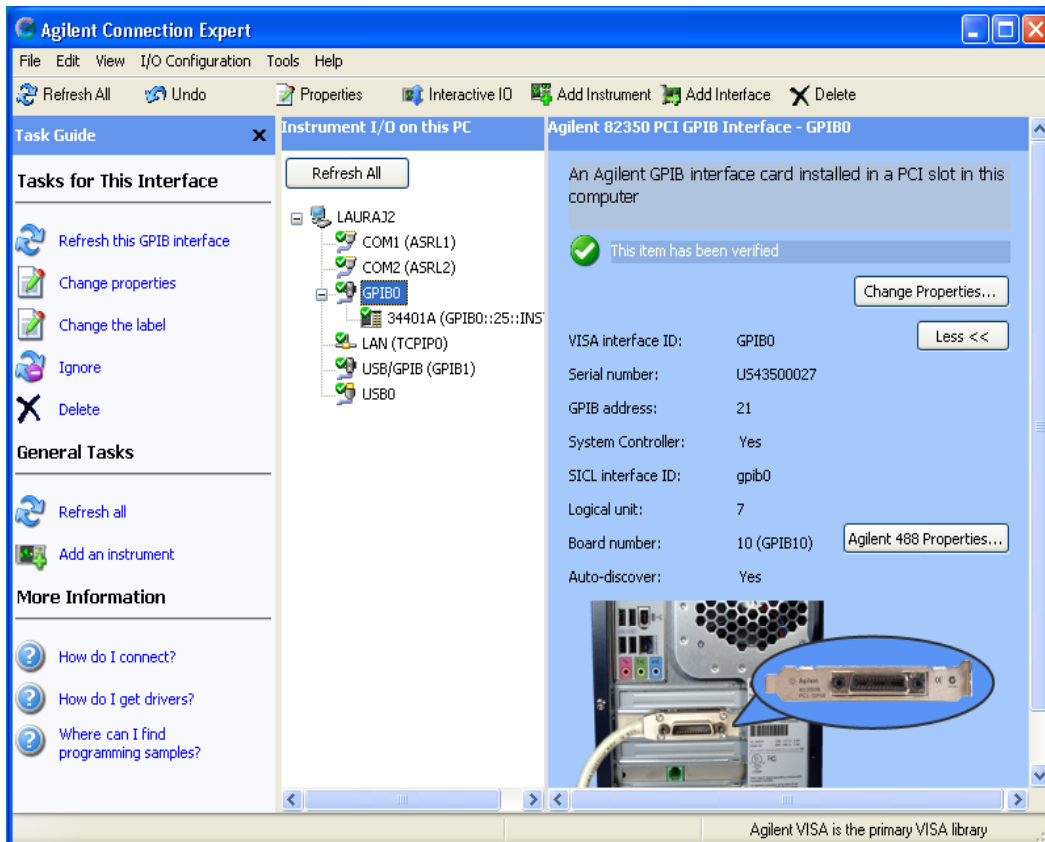 Agilent Connection Expert
File Edit View I/O Configuration Tools Help
Refresh All Undo Properties Interactive IO Add Instrument Add Interface Delete
Task Guide
Tasks for This Interface
Refresh this GPIB interface
Change properties
Change the label
Ignore
Delete
General Tasks
Refresh all
Add an instrument
More Information
How do I connect?
How do I get drivers?
Where can I find
programming samples?
Instrument I/O on this PC
Refresh All
LAURAJ2
COM1 (ASRL1)
COM2 (ASRL2)
GPIB0
34401A (GPIB0::25::INS
LAN (TCPIP0)
USB/GPIB (GPIB1)
USB0
Agilent 82350 PCI GPIB Interface - GPIB0
An Agilent GPIB interface card installed in a PCI slot in this
computer
This item has been verified
Change Properties...
Less <<
VISA interface ID: GPIB0
Serial number: US43500027
GPIB address: 21
System Controller: Yes
SICL interface ID: gpib0
Logical unit: 7
Board number: 10 (GPIB10)
Agilent 488 Properties...
Auto-discover: Yes
Agilent
82350B
PCI GPIB
Agilent VISA is the primary VISA library